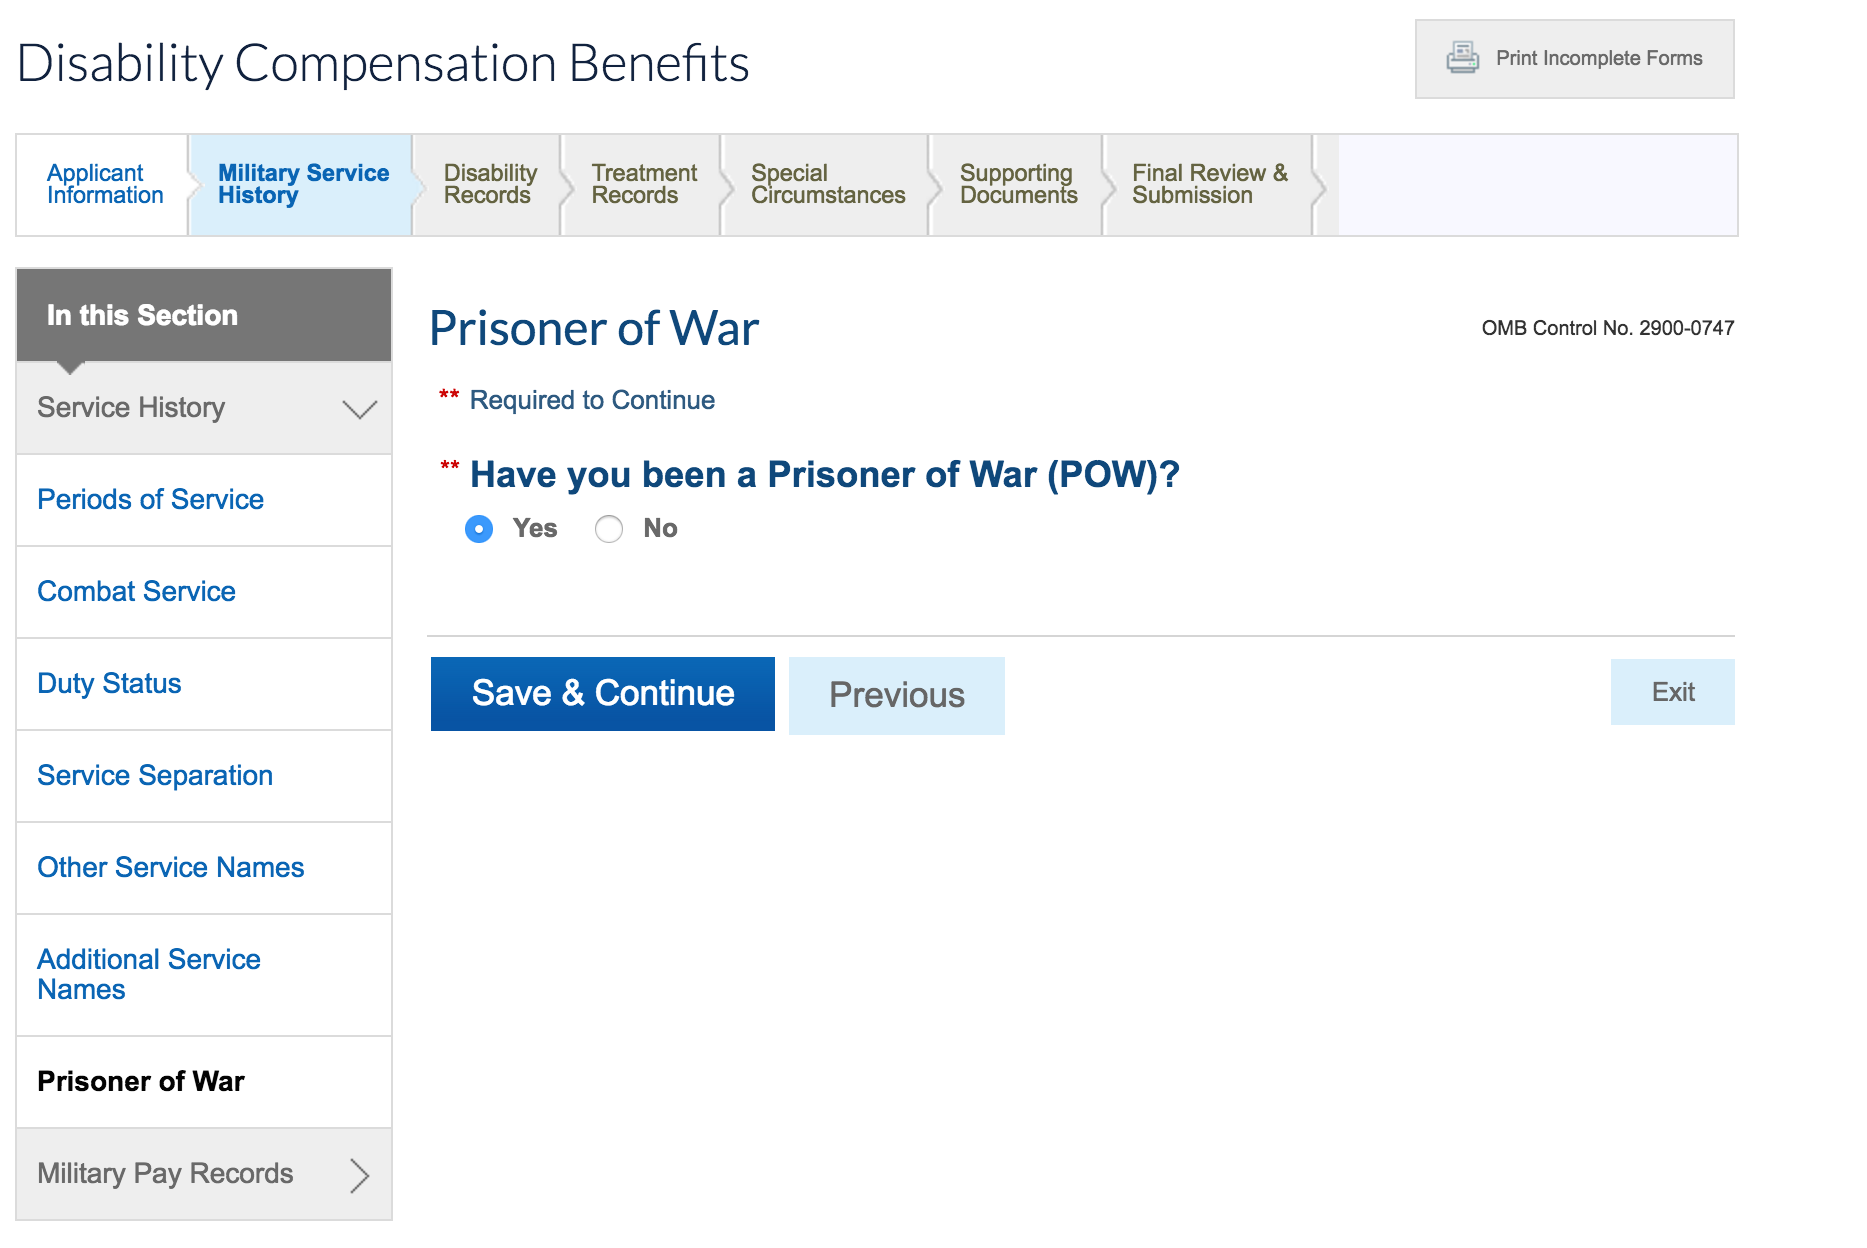 Disability Compensation Benefits
Print Incomplete Forms
Applicant
Information
Military Service
History
Disability
Records
Treatment
Records
Special
Circumstances
Supporting
Documents
Final Review &
Submission
In this Section
Service History
Periods of Service
Combat Service
Duty Status
Service Separation
Other Service Names
Additional Service
Names
Prisoner of War
Military Pay Records
Prisoner of War
OMB Control No. 2900-0747
** Required to Continue
** Have you been a Prisoner of War (POW)?
Yes No
Save & Continue
Previous
Exit